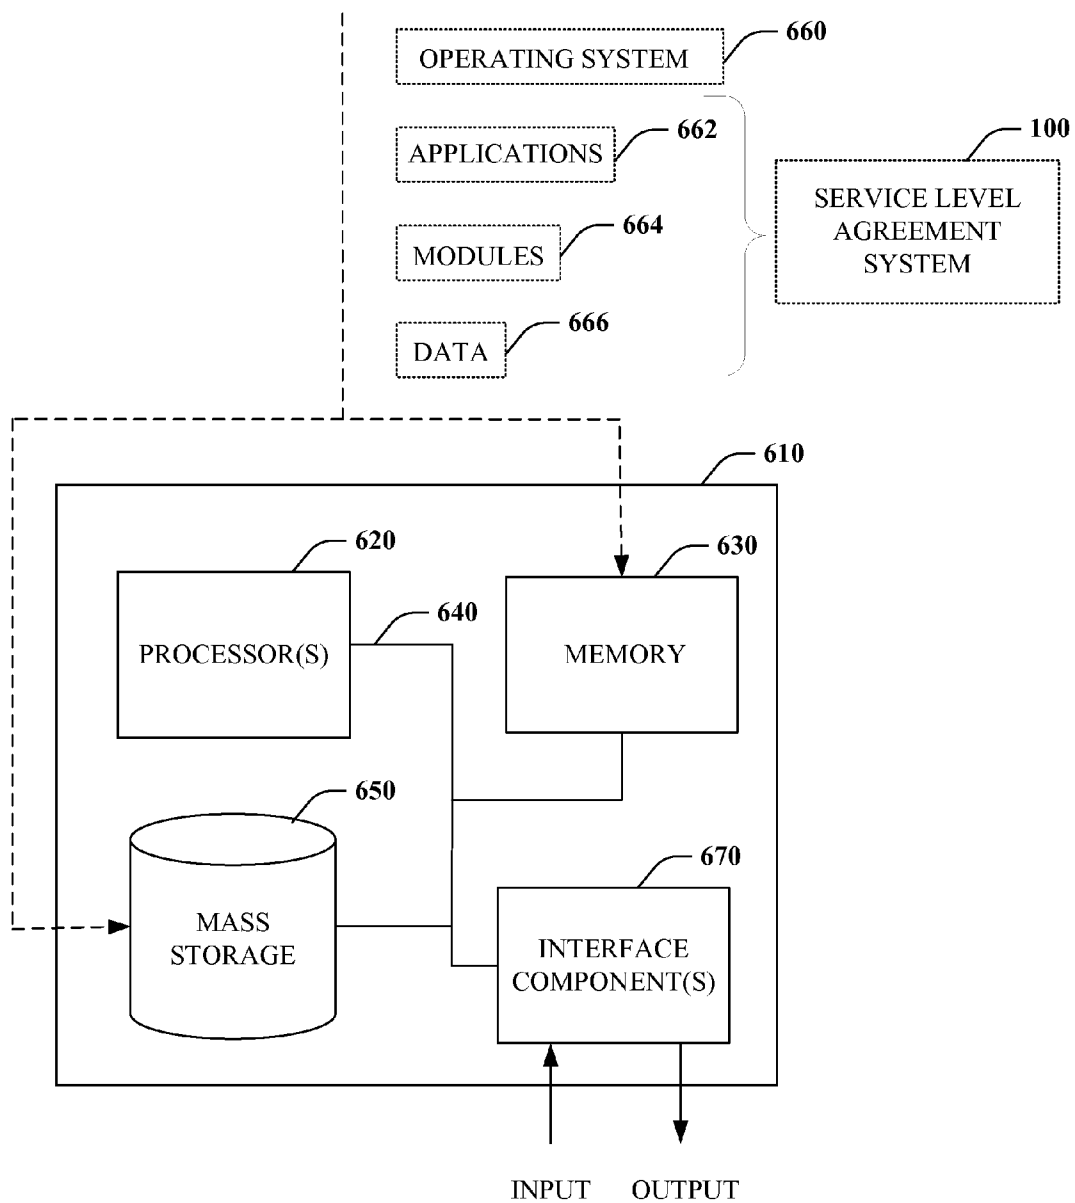 660
OPERATING SYSTEM
662
APPLICATIONS
100
SERVICE LEVEL
AGREEMENT
SYSTEM
664
MODULES
666
DATA
610
620
PROCESSOR(S)
630
MEMORY
640
650
MASS
STORAGE
670
INTERFACE
COMPONENT(S)
INPUT
OUTPUT